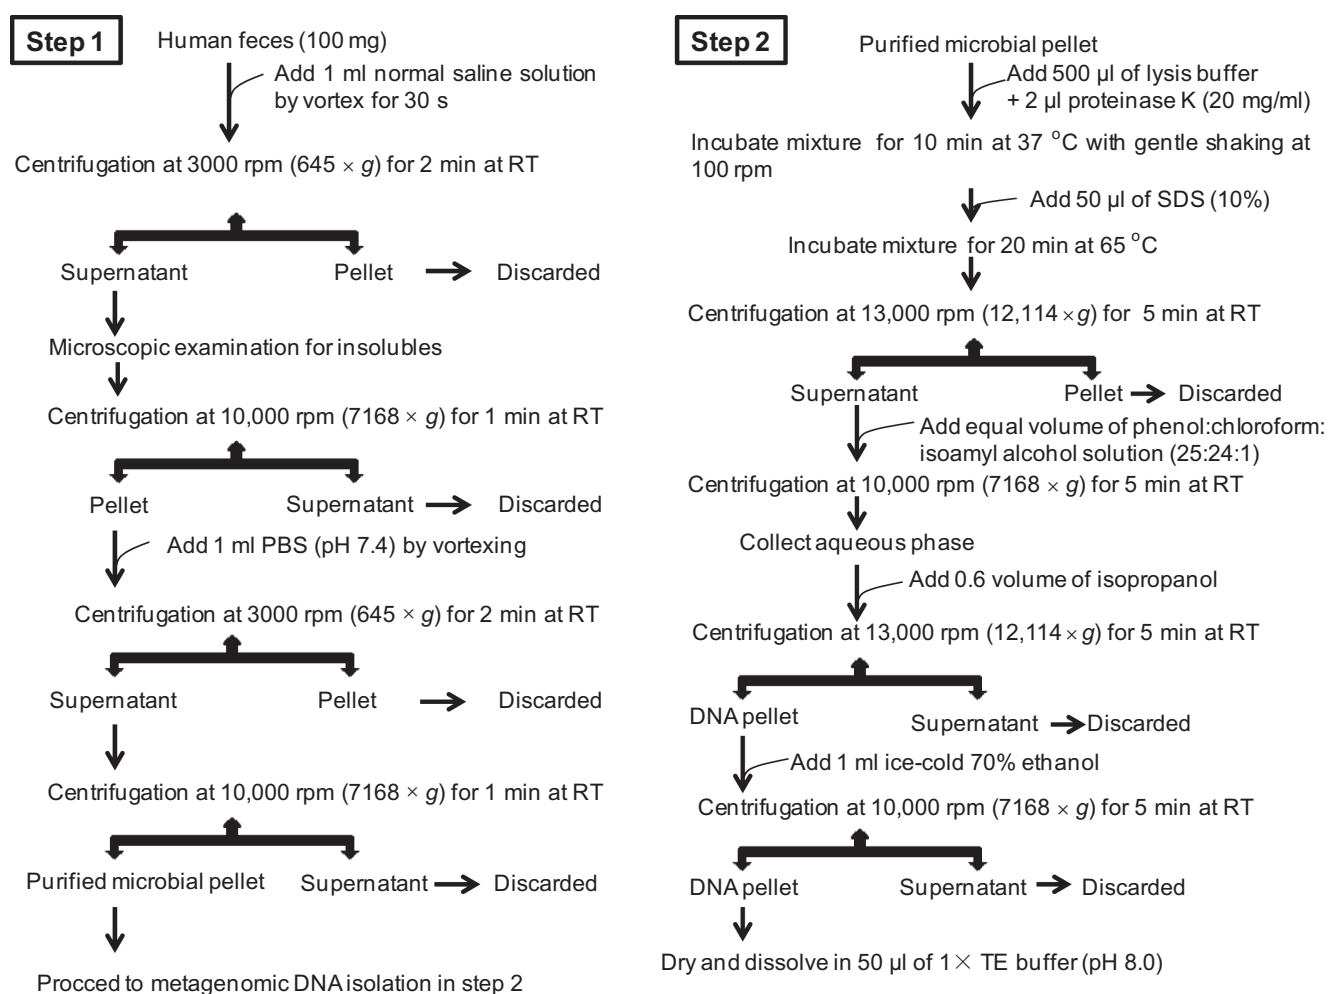 Step 1
Human feces (100 mg)
Add 1 ml normal saline solution
by vortex for 30 s
Centrifugation at 3000 rpm (645 × g) for 2 min at RT
Supernatant
Pellet
Discarded
Microscopic examination for insolubles
Centrifugation at 10,000 rpm (7168 × g) for 1 min at RT
Pellet
Supernatant
Discarded
Add 1 ml PBS (pH 7.4) by vortexing
Centrifugation at 3000 rpm (645 × g) for 2 min at RT
Supernatant
Pellet
Discarded
Centrifugation at 10,000 rpm (7168 × g) for 1 min at RT
Purified microbial pellet
Supernatant
Discarded
Procced to metagenomic DNA isolation in step 2
Step 2
Purified microbial pellet
Add 500 µl of lysis buffer
+ 2 µl proteinase K (20 mg/ml)
Incubate mixture for 10 min at 37 °C with gentle shaking at
100 rpm
Add 50 µl of SDS (10%)
Incubate mixture for 20 min at 65 °C
Centrifugation at 13,000 rpm (12,114 × g) for 5 min at RT
Supernatant
Pellet
Discarded
Add equal volume of phenol:chloroform:
isoamyl alcohol solution (25:24:1)
Centrifugation at 10,000 rpm (7168 × g) for 5 min at RT
Collect aqueous phase
Add 0.6 volume of isopropanol
Centrifugation at 13,000 rpm (12,114 × g) for 5 min at RT
DNA pellet
Supernatant
Discarded
Add 1 ml ice-cold 70% ethanol
Centrifugation at 10,000 rpm (7168 × g) for 5 min at RT
DNA pellet
Supernatant
Discarded
Dry and dissolve in 50 µl of 1× TE buffer (pH 8.0)